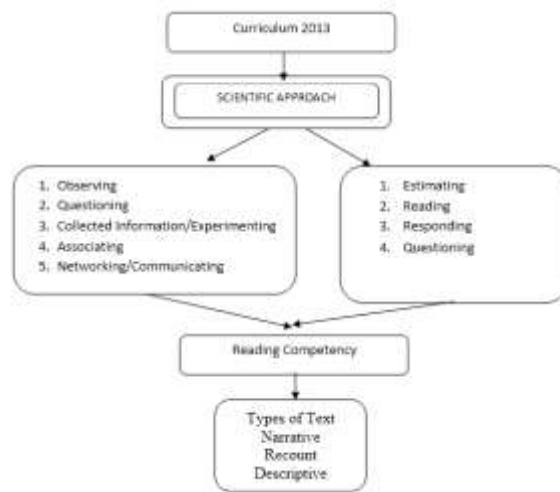 Curriculum 2013
SCIENTIFIC APPROACH
1. Observing
2. Questioning
3. Collected Information/Experimenting
4. Associating
5. Networking/Communicating
1. Estimating
2. Reading
3. Responding
4. Questioning
Reading Competency
Types of Text
Narrative
Recount
Descriptive